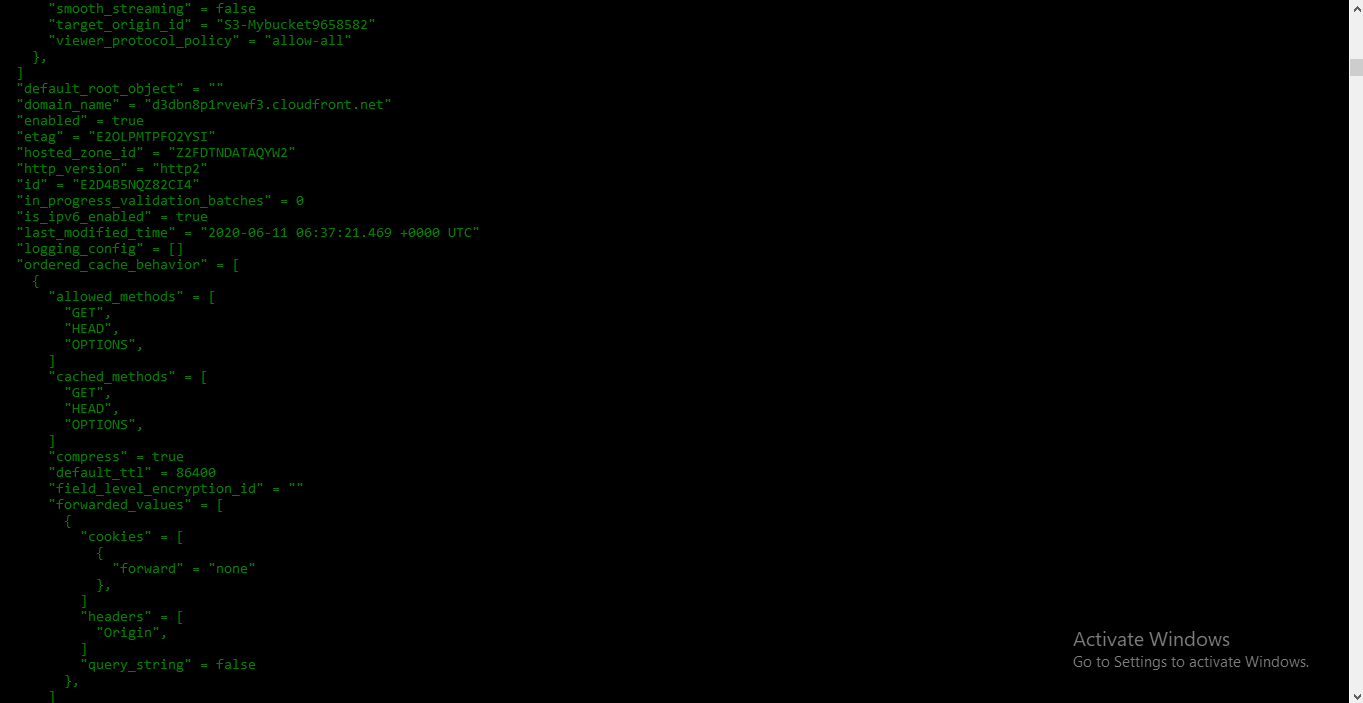 "smooth_streaming" = false
"target_origin_id" = "S3-Mybucket9658582"
"viewer_protocol_policy" = "allow-all"
},
]
"default_root_object" = ""
"domain_name" = "d3dbn8p1rvewf3.cloudfront.net"
"enabled" = true
"etag" = "E2OLPMTPFO2YSI"
"hosted_zone_id" = "Z2FDTNDATAQYW2"
"http_version" = "http2"
"id" = "E2D4B5NQZ82CI4"
"in_progress_validation_batches" = 0
"is_ipv6_enabled" = true
"last_modified_time" = "2020-06-11 06:37:21.469 +0000 UTC"
"logging_config" = []
"ordered_cache_behavior" = [
{
"allowed_methods" = [
"GET",
"HEAD",
"OPTIONS",
]
"cached_methods" = [
"GET",
"HEAD",
"OPTIONS",
]
"compress" = true
"default_ttl" = 86400
"field_level_encryption_id" = ""
"forwarded_values" = [
{
"cookies" = [
{
"forward" = "none"
},
]
"headers" = [
"Origin",
]
"query_string" = false
},
]
Activate Windows
Go to Settings to activate Windows.